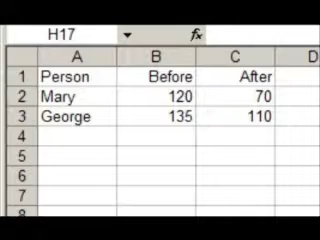 H17 fx
A B C D
1 Person Before After
2 Mary 120 70
3 George 135 110
4
5
6
7
8